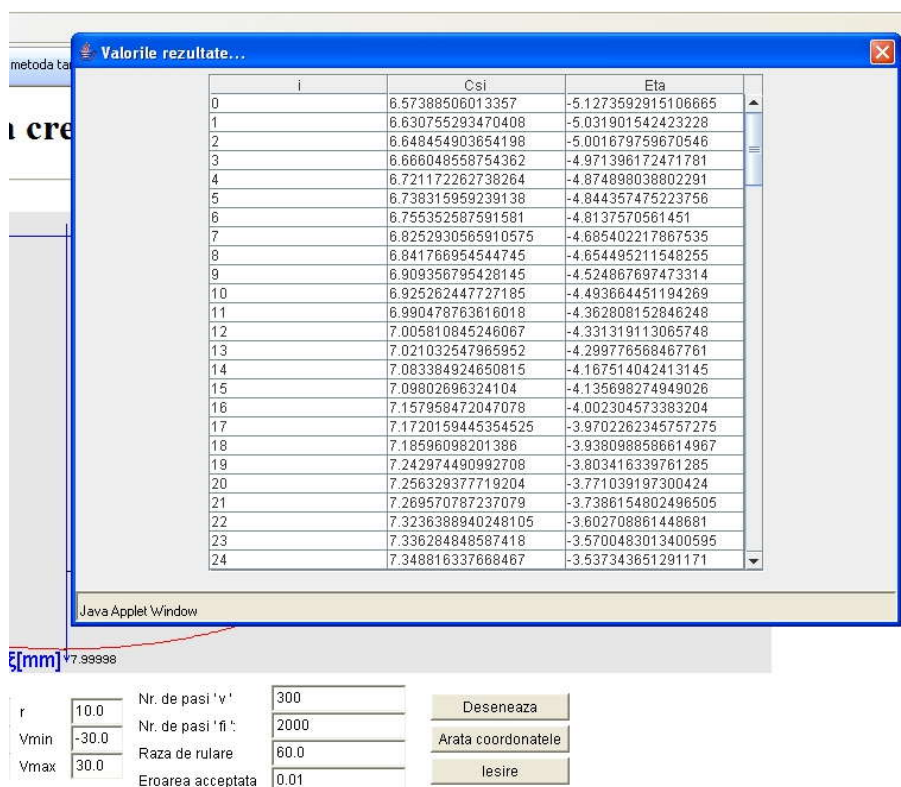 Valorile rezultate...
metoda ta
a cre
i Csi Eta
0 6.57388506013357 -5.1273592915106665
1 6.630755293470408 -5.031901542423228
2 6.648454903654198 -5.001679759670546
3 6.666048558754362 -4.971396172471781
4 6.721172262738264 -4.874898038802291
5 6.738315959239138 -4.844357475223756
6 6.755352587591581 -4.8137570561451
7 6.8252930565910575 -4.685402217867535
8 6.841766954544745 -4.654495211548255
9 6.909356795428145 -4.524867697473314
10 6.925262447727185 -4.493664451194269
11 6.990478763616018 -4.362808152846248
12 7.005810845246067 -4.331319113065748
13 7.021032547965952 -4.299776568467761
14 7.083384924650815 -4.167514042413145
15 7.09802696324104 -4.135698274949026
16 7.157958472047078 -4.002304573383204
17 7.1720159445354525 -3.9702262345757275
18 7.18596098201386 -3.9380988586614967
19 7.242974490992708 -3.803416339761285
20 7.256329377719204 -3.771039197300424
21 7.269570787237079 -3.7386154802496505
22 7.3236388940248105 -3.602708861448681
23 7.336284848587418 -3.5700483013400595
24 7.348816337668467 -3.537343651291171
Java Applet Window
ξ[mm] 7.99998
r 10.0 Nr. de pasi 'v' 300 Deseneaza
Vmin -30.0 Nr. de pasi 'fi': 2000 Arata coordonatele
Vmax 30.0 Raza de rulare 60.0 Iesire
Eroarea acceptata 0.01